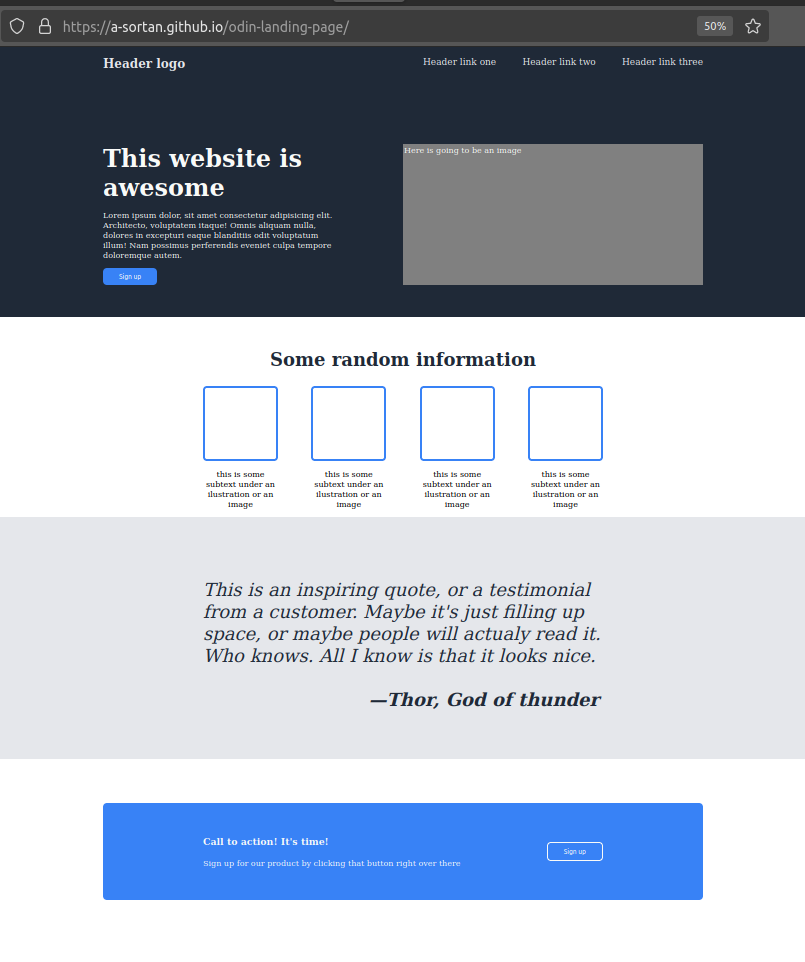 https://a-sortan.github.io/odin-landing-page/
50%
Header logo
Header link one
Header link two
Header link three
This website is
awesome
Lorem ipsum dolor, sit amet consectetur adipisicing elit.
Architecto, voluptatem itaque! Omnis aliquam nulla,
dolores in excepturi eaque blanditiis odit voluptatum
illum! Nam possimus perferendis eveniet culpa tempore
doloremque autem.
Sign up
Here is going to be an image
Some random information
this is some
subtext under an
ilustration or an
image
this is some
subtext under an
ilustration or an
image
this is some
subtext under an
ilustration or an
image
this is some
subtext under an
ilustration or an
image
This is an inspiring quote, or a testimonial
from a customer. Maybe it's just filling up
space, or maybe people will actualy read it.
Who knows. All I know is that it looks nice.
—Thor, God of thunder
Call to action! It's time!
Sign up for our product by clicking that button right over there
Sign up